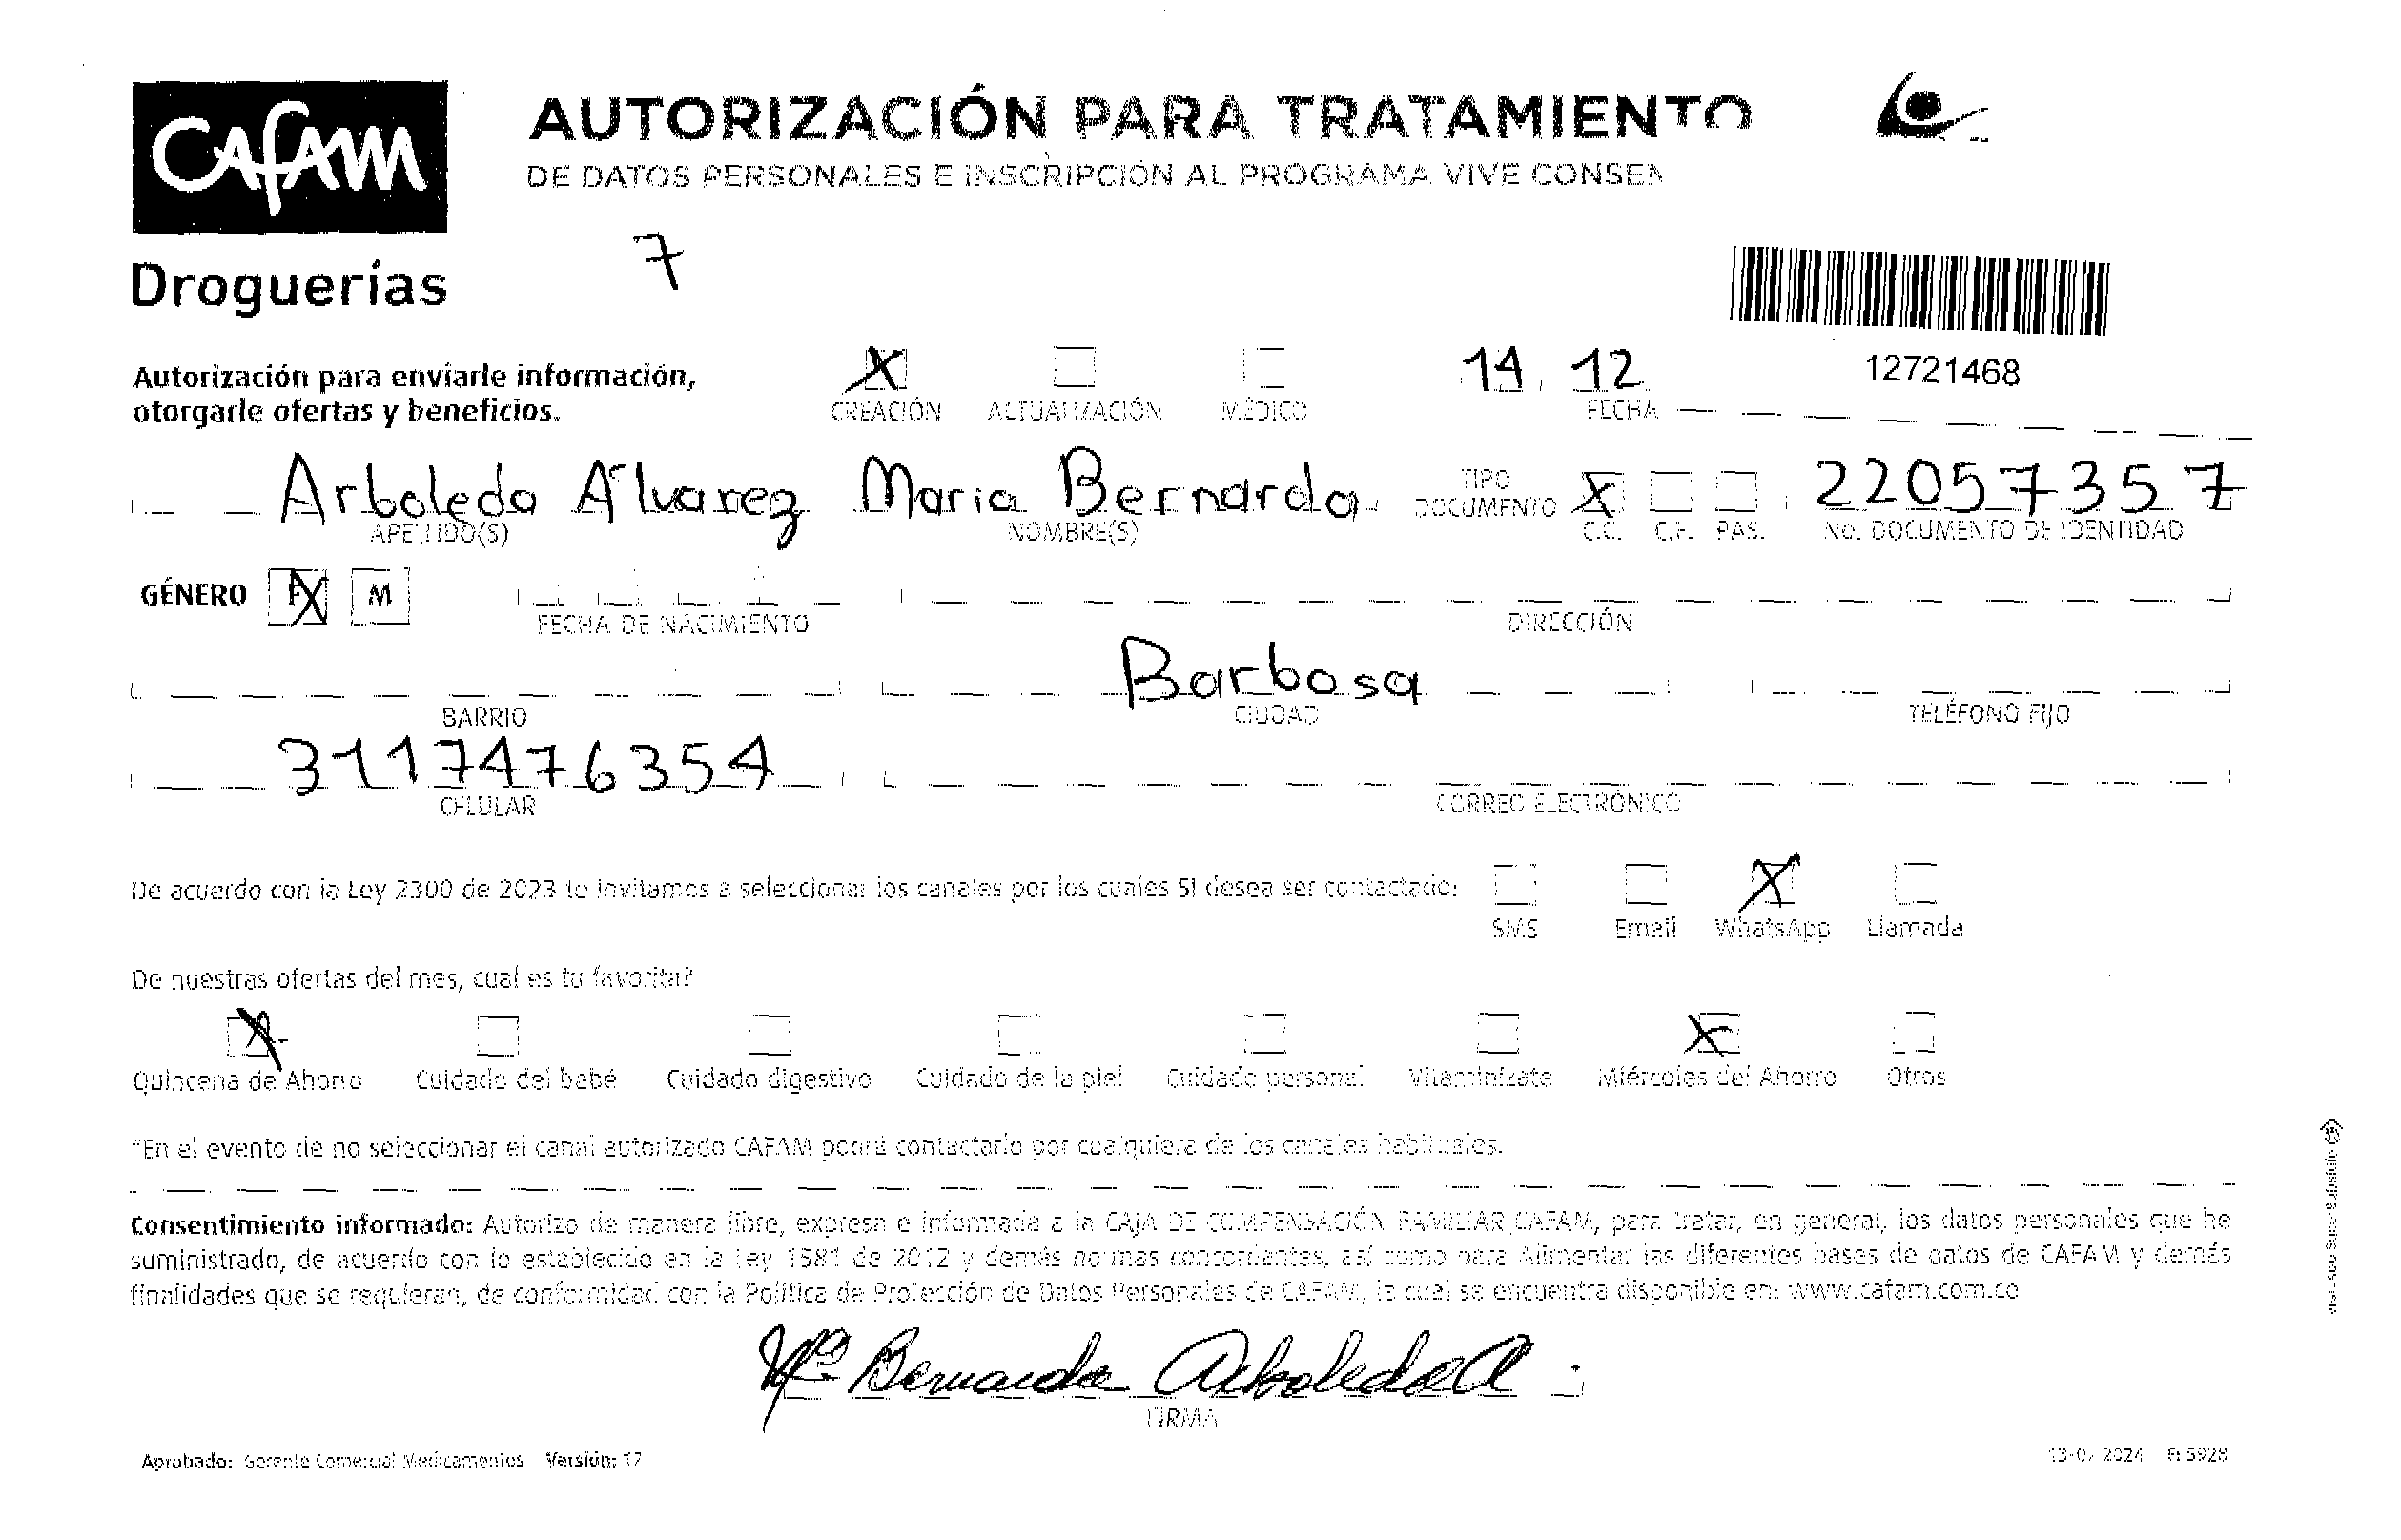 CAFAM
AUTORIZACIÓN PARA TRATAMIENTO
DE DATOS PERSONALES E INSCRIPCIÓN AL PROGRAMA VIVE CONSEN
Droguerías
7
12721468
Autorización para enviarle información,
otorgarle ofertas y beneficios.
X CREACIÓN ACTUALIZACIÓN MÉDICO
14 12
FECHA
Arboleda Alvarez Maria Bernarda TIPO DOCUMENTO X 22057357
APELLIDO(S) NOMBRE(S) C.C. C.E. PAS. No. DOCUMENTO DE IDENTIDAD
GÉNERO F X M
FECHA DE NACIMIENTO DIRECCIÓN
Barbosa
BARRIO CIUDAD TELÉFONO FIJO
3117476354
CELULAR CORREO ELECTRÓNICO
De acuerdo con la Ley 2300 de 2023 te invitamos a seleccionar los canales por los cuales SI desea ser contactado: X
SMS Email WhatsApp Llamada
De nuestras ofertas del mes, cual es tu favorita?
X X
Quincena de Ahorro Cuidado del bebé Cuidado digestivo Cuidado de la piel Cuidado personal Vitamínizate Miércoles del Ahorro Otros
*En el evento de no seleccionar el canal autorizado CAFAM podrá contactarlo por cualquiera de los canales habituales.
Consentimiento informado: Autorizo de manera libre, expresa e informada a la CAJA DE COMPENSACIÓN FAMILIAR CAFAM, para tratar, en general, los datos personales que he
suministrado, de acuerdo con lo establecido en la Ley 1581 de 2012 y demás normas concordantes, así como para Alimentar las diferentes bases de datos de CAFAM y demás
finalidades que se requieran, de conformidad con la Política de Protección de Datos Personales de CAFAM, la cual se encuentra disponible en: www.cafam.com.co
Mª Bernarda Arboleda A
FIRMA
Aprobado: Gerente Comercial Medicamentos Versión: 17
2024
VIGILADO SuperSubsidio